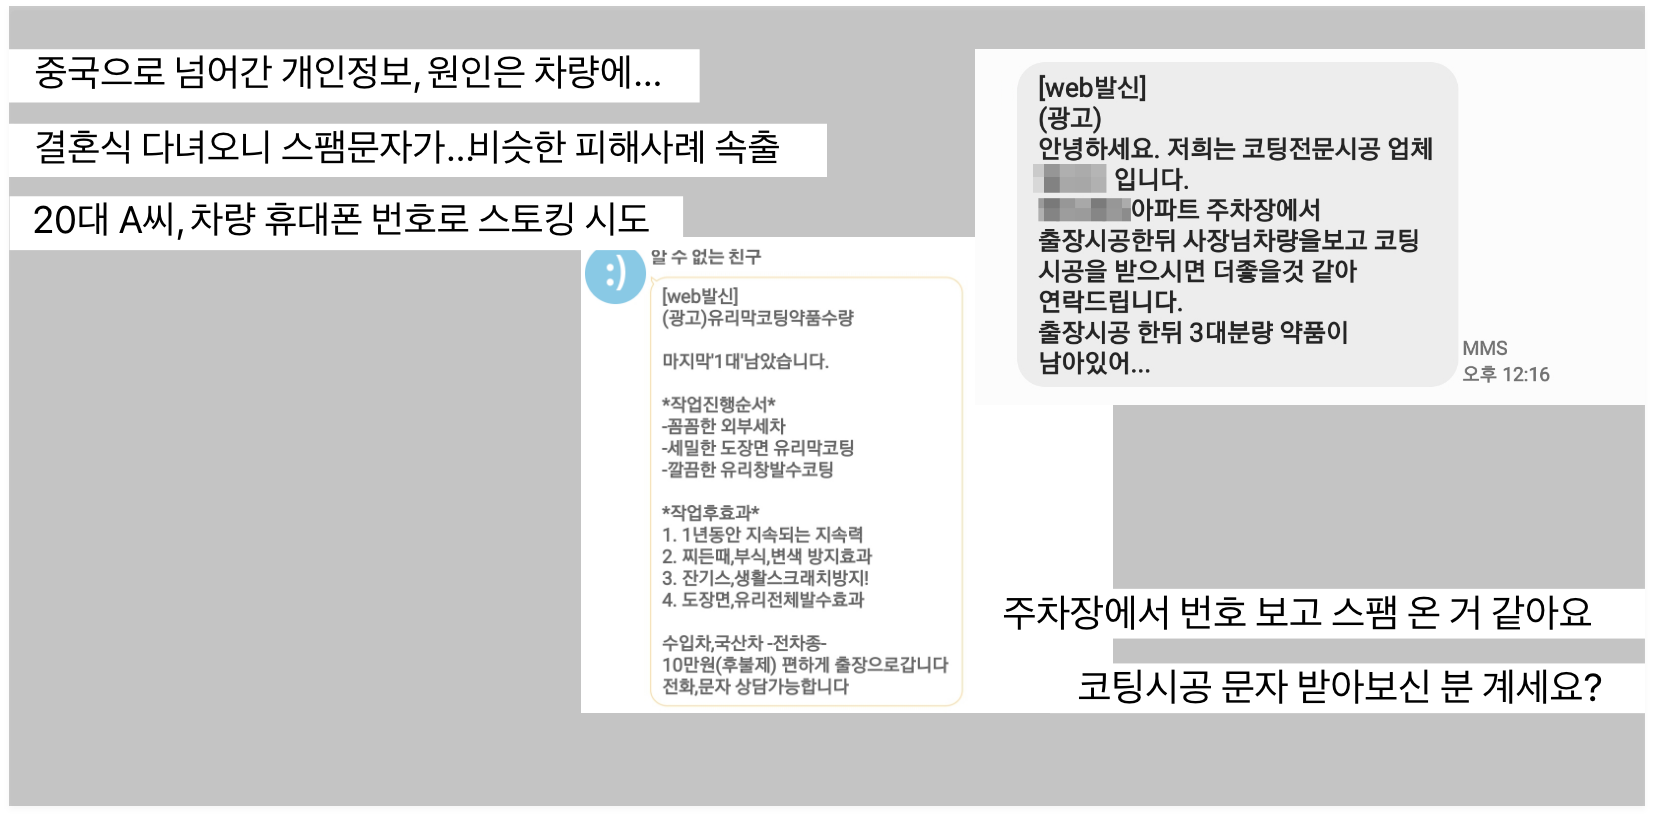 중국으로 넘어간 개인정보, 원인은 차량에...
결혼식 다녀오니 스팸문자가...비슷한 피해사례 속출
20대 A씨, 차량 휴대폰 번호로 스토킹 시도
:)
알 수 없는 친구
[web발신]
(광고)유리막코팅약품수량
마지막'1대'남았습니다.
*작업진행순서*
-꼼꼼한 외부세차
-세밀한 도장면 유리막코팅
-깔끔한 유리창발수코팅
*작업후효과*
1. 1년동안 지속되는 지속력
2. 찌든때,부식,변색 방지효과
3. 잔기스,생활스크래치방지!
4. 도장면,유리전체발수효과
수입차,국산차 -전차종-
10만원(후불제) 편하게 출장으로갑니다
전화,문자 상담가능합니다
[web발신]
(광고)
안녕하세요. 저희는 코팅전문시공 업체
입니다.
아파트 주차장에서
출장시공한뒤 사장님차량을보고 코팅
시공을 받으시면 더좋을것 같아
연락드립니다.
출장시공 한뒤 3대분량 약품이
남아있어...
MMS
오후 12:16
주차장에서 번호 보고 스팸 온 거 같아요
코팅시공 문자 받아보신 분 계세요?